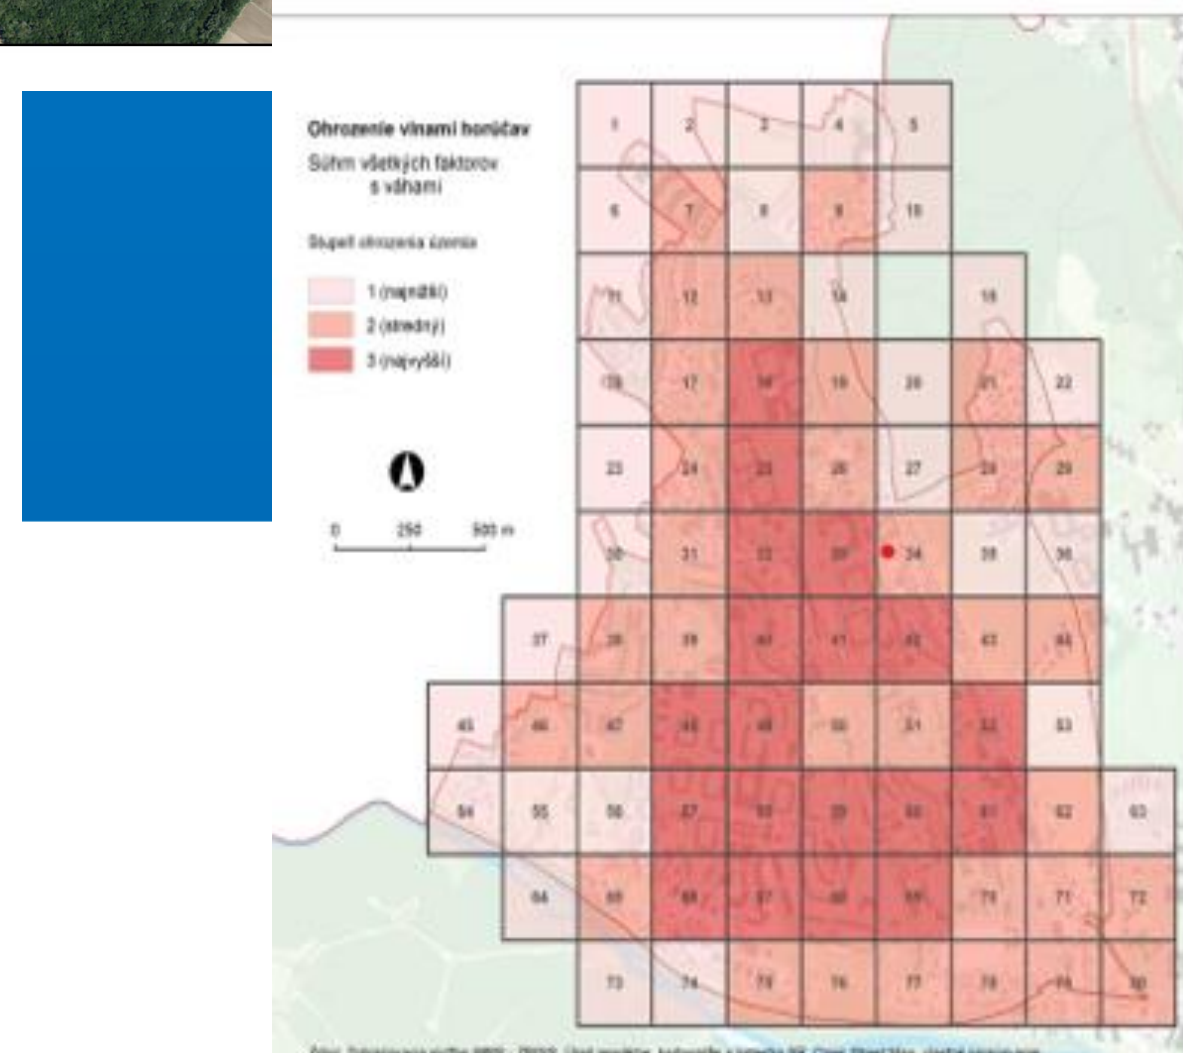 Ohrozenie vlnami horúčav
Súhrn všetkých faktorov
s váhami
Stupeň ohrozenia územia
1 (najnižší)
2 (stredný)
3 (najvyšší)
0 250 500 m
1 2 3 4 5
6 7 8 9 10
11 12 13 14 15
16 17 18 19 20 21 22
23 24 25 26 27 28 29
30 31 32 33 34 35 36
37 38 39 40 41 42 43 44
45 46 47 48 49 50 51 52 53
54 55 56 57 58 59 60 61 62 63
64 65 66 67 68 69 70 71 72
73 74 75 76 77 78 79 80